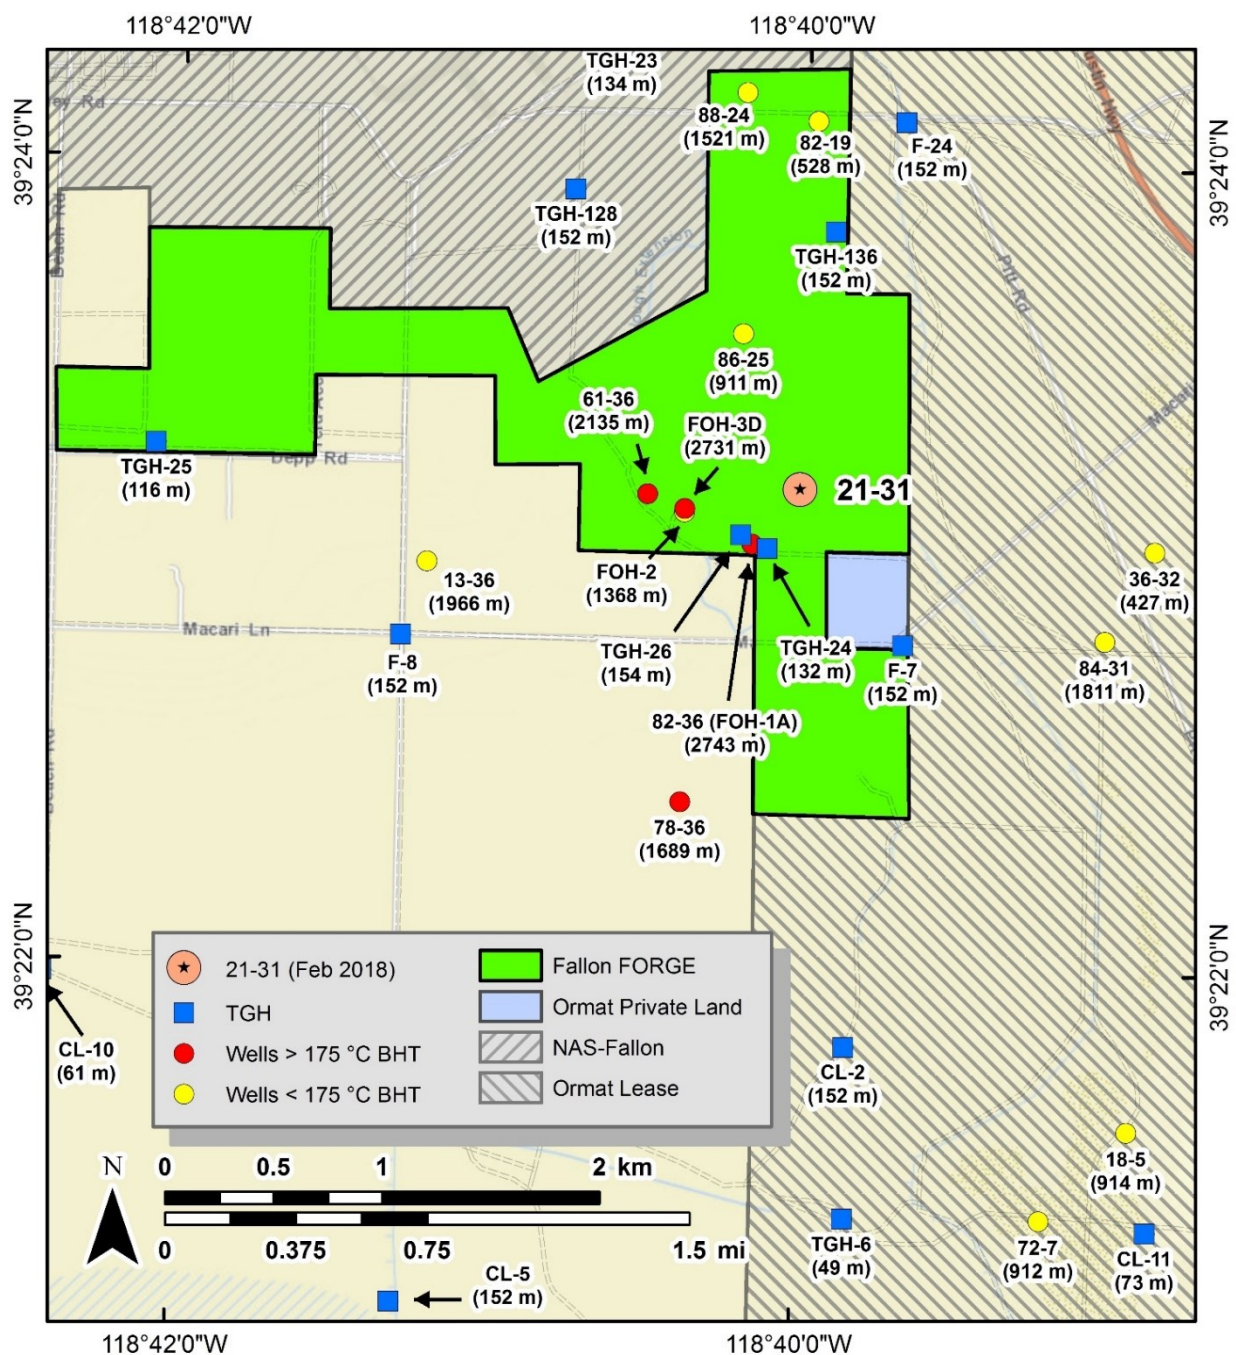 118°42'0"W
118°40'0"W
TGH-23
(134 m)
88-24
(1521 m)
82-19
(528 m)
F-24
(152 m)
39°24'0"N
39°24'0"N
Beach Rd
TGH-128
(152 m)
TGH-136
(152 m)
Pitt Rd
86-25
(911 m)
61-36
(2135 m)
FOH-3D
(2731 m)
Macari
TGH-25
(116 m)
Depp Rd
21-31
13-36
(1966 m)
FOH-2
(1368 m)
36-32
(427 m)
Macari Ln
F-8
(152 m)
TGH-26
(154 m)
TGH-24
(132 m)
F-7
(152 m)
84-31
(1811 m)
82-36 (FOH-1A)
(2743 m)
Beach Rd
78-36
(1689 m)
39°22'0"N
39°22'0"N
21-31 (Feb 2018)
TGH
Wells > 175 °C BHT
Wells < 175 °C BHT
Fallon FORGE
Ormat Private Land
NAS-Fallon
Ormat Lease
CL-10
(61 m)
CL-2
(152 m)
18-5
(914 m)
N
0 0.5 1 2 km
0 0.375 0.75 1.5 mi
TGH-6
(49 m)
72-7
(912 m)
CL-11
(73 m)
CL-5
(152 m)
118°42'0"W
118°40'0"W